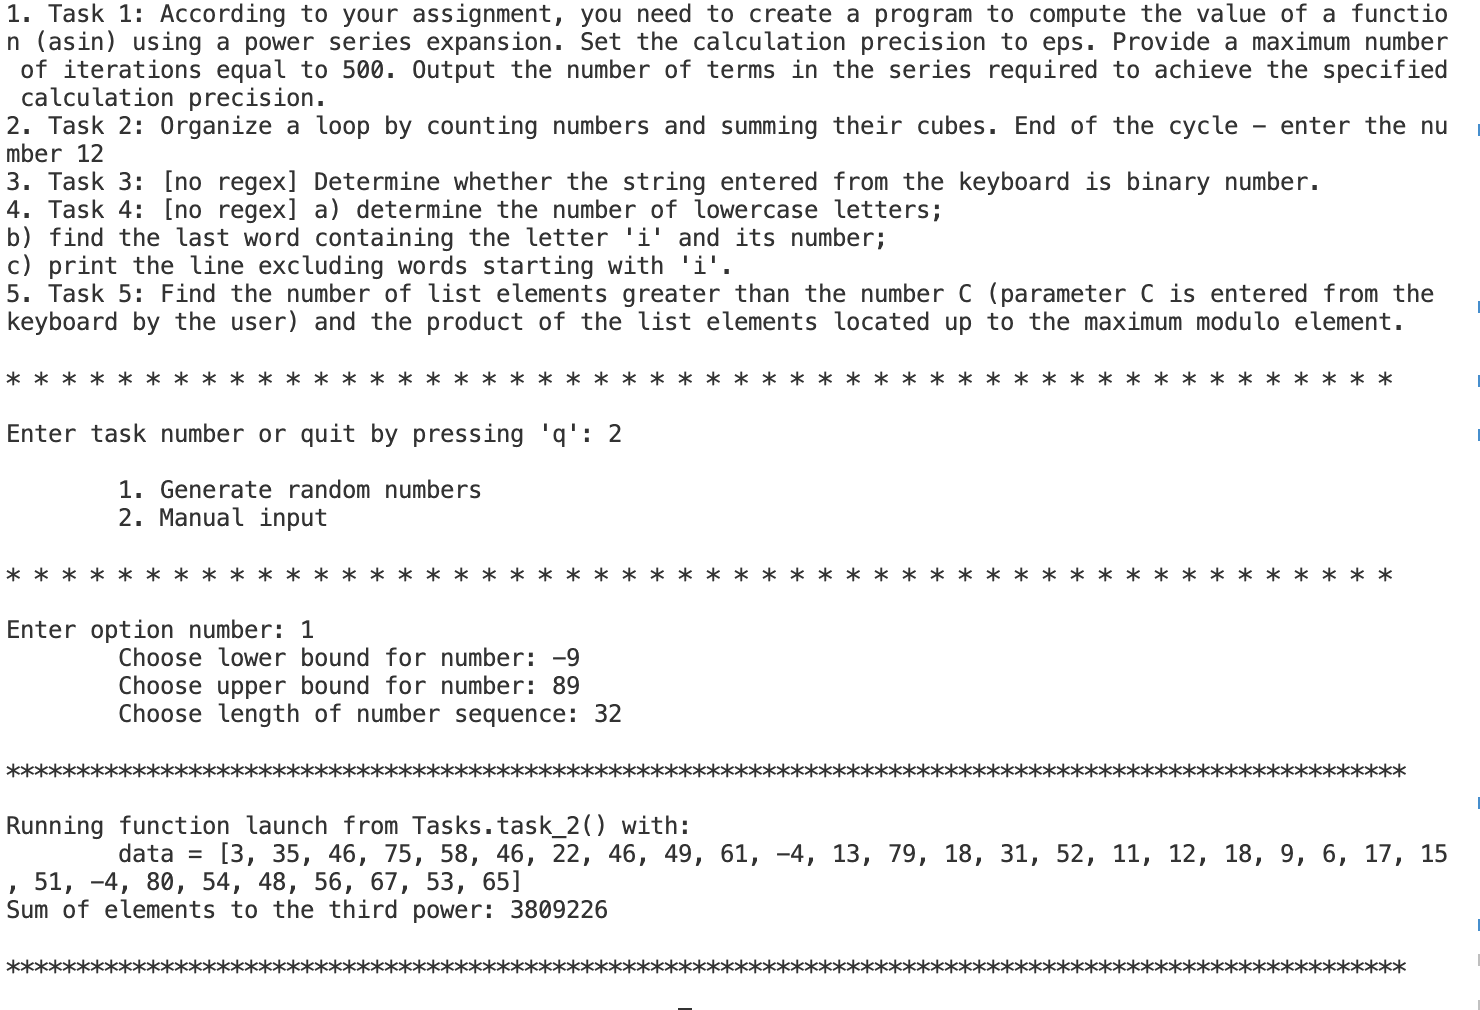 1. Task 1: According to your assignment, you need to create a program to compute the value of a functio
n (asin) using a power series expansion. Set the calculation precision to eps. Provide a maximum number
 of iterations equal to 500. Output the number of terms in the series required to achieve the specified
 calculation precision.
2. Task 2: Organize a loop by counting numbers and summing their cubes. End of the cycle – enter the nu
mber 12
3. Task 3: [no regex] Determine whether the string entered from the keyboard is binary number.
4. Task 4: [no regex] a) determine the number of lowercase letters;
b) find the last word containing the letter 'i' and its number;
c) print the line excluding words starting with 'i'.
5. Task 5: Find the number of list elements greater than the number C (parameter C is entered from the
keyboard by the user) and the product of the list elements located up to the maximum modulo element.
* * * * * * * * * * * * * * * * * * * * * * * * * * * * * * * * * * * * * * * * * * * * * * * * * *
Enter task number or quit by pressing 'q': 2
        1. Generate random numbers
        2. Manual input
* * * * * * * * * * * * * * * * * * * * * * * * * * * * * * * * * * * * * * * * * * * * * * * * * *
Enter option number: 1
        Choose lower bound for number: -9
        Choose upper bound for number: 89
        Choose length of number sequence: 32
****************************************************************************************************
Running function launch from Tasks.task_2() with:
        data = [3, 35, 46, 75, 58, 46, 22, 46, 49, 61, -4, 13, 79, 18, 31, 52, 11, 12, 18, 9, 6, 17, 15
, 51, -4, 80, 54, 48, 56, 67, 53, 65]
Sum of elements to the third power: 3809226
****************************************************************************************************